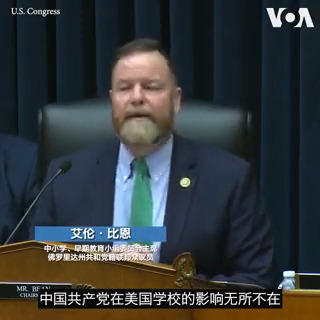 U.S. Congress
VOA
艾伦·比恩
中小学、早期教育小组委员会主席
佛罗里达州共和党籍联邦众议员
MR. BEAN
CHAIRMAN
中国共产党在美国学校的影响无所不在